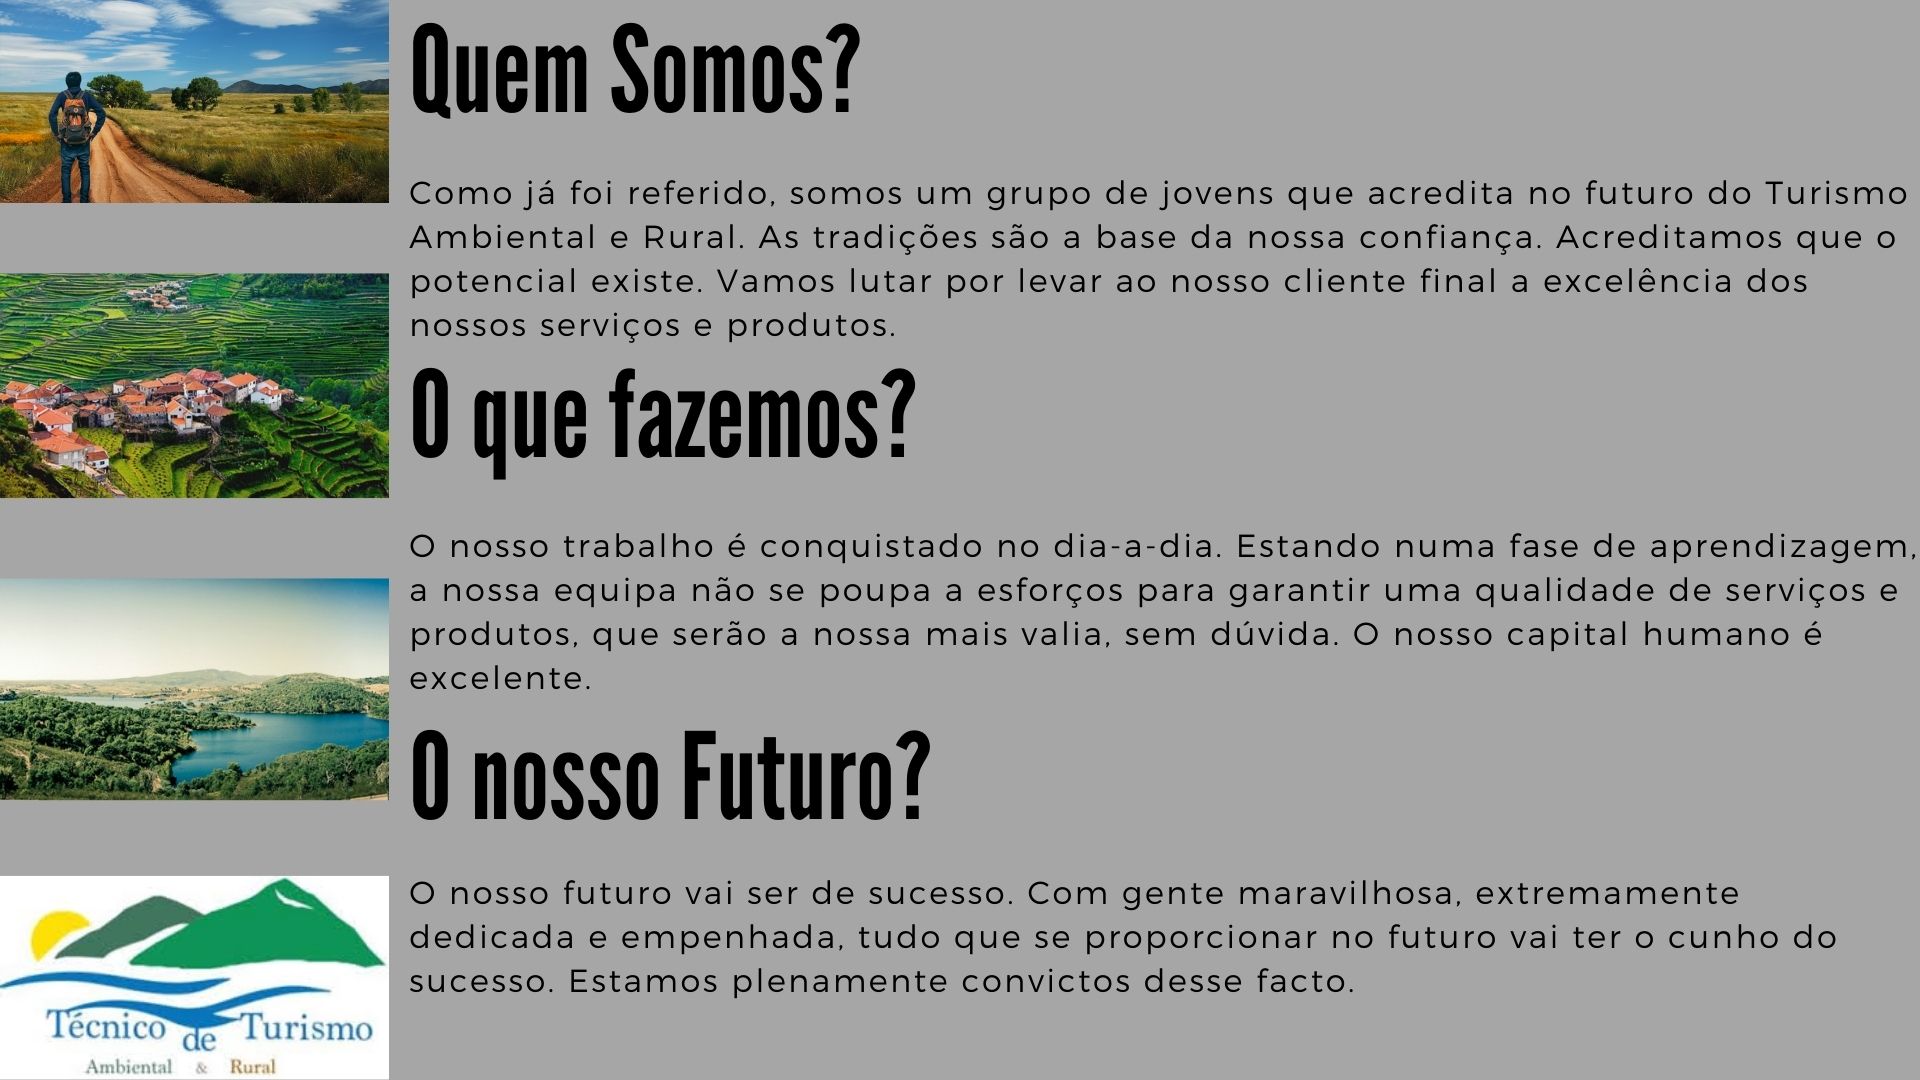 Quem Somos?
Como já foi referido, somos um grupo de jovens que acredita no futuro do Turismo
Ambiental e Rural. As tradições são a base da nossa confiança. Acreditamos que o
potencial existe. Vamos lutar por levar ao nosso cliente final a excelência dos
nossos serviços e produtos.
O que fazemos?
O nosso trabalho é conquistado no dia-a-dia. Estando numa fase de aprendizagem,
a nossa equipa não se poupa a esforços para garantir uma qualidade de serviços e
produtos, que serão a nossa mais valia, sem dúvida. O nosso capital humano é
excelente.
O nosso Futuro?
O nosso futuro vai ser de sucesso. Com gente maravilhosa, extremamente
dedicada e empenhada, tudo que se proporcionar no futuro vai ter o cunho do
sucesso. Estamos plenamente convictos desse facto.
Técnico de Turismo
Ambiental & Rural